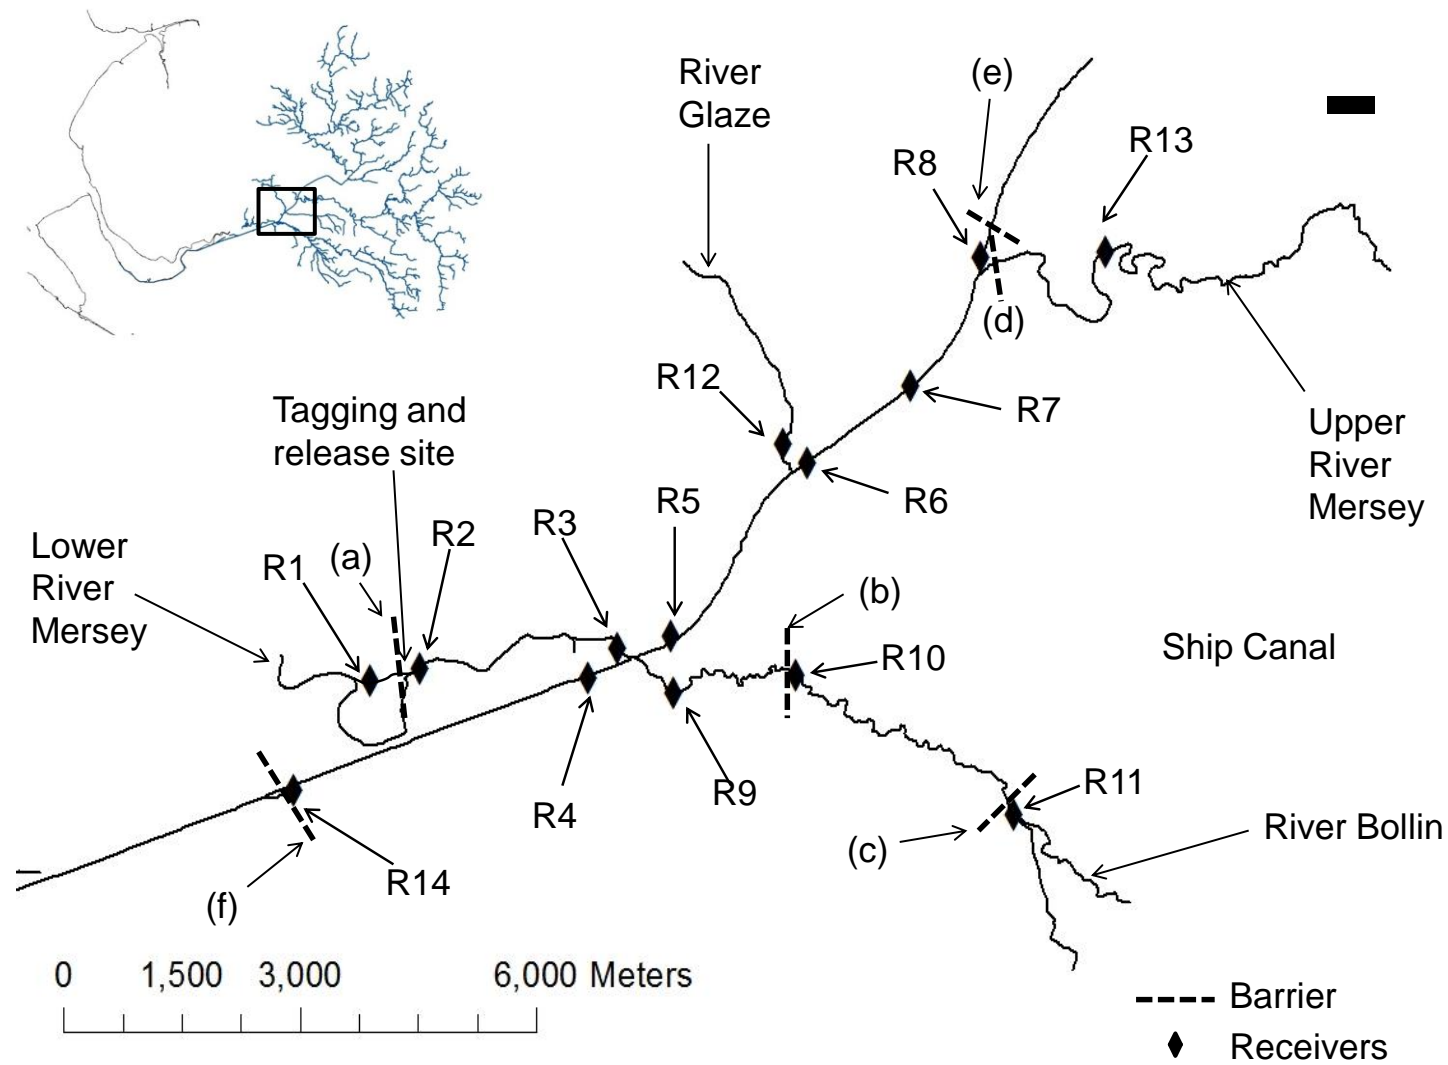 River
Glaze
(e)
R13
R8
(d)
R12
R7
Tagging and
release site
Upper
River
Mersey
R6
R5
R3
R2
Lower
River
Mersey
(a)
R1
(b)
Ship Canal
R10
R11
R9
R4
River Bollin
(c)
R14
(f)
0 1,500 3,000 6,000 Meters
Barrier
Receivers